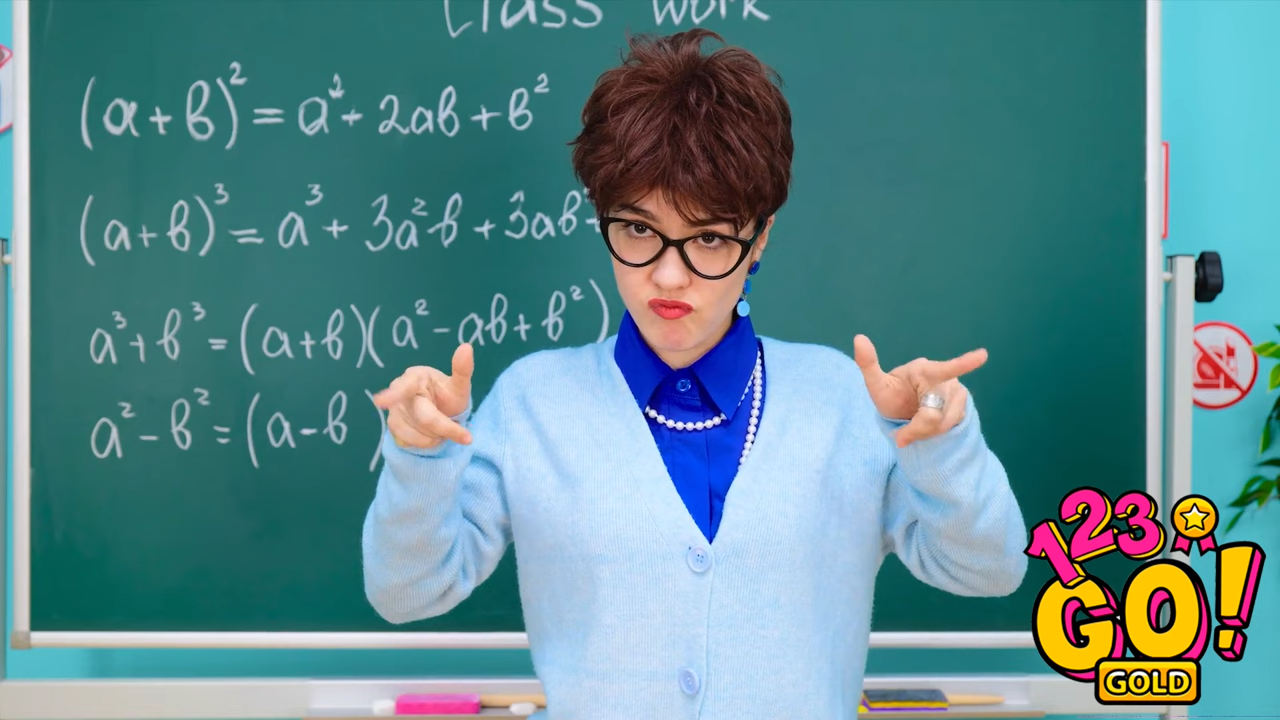 Class work
(a+b)² = a² + 2ab + b²
(a+b)³ = a³ + 3a²b + 3ab²
a³+b³ = (a+b)(a²-ab+b²)
a²-b² = (a-b)
123
GO!
GOLD